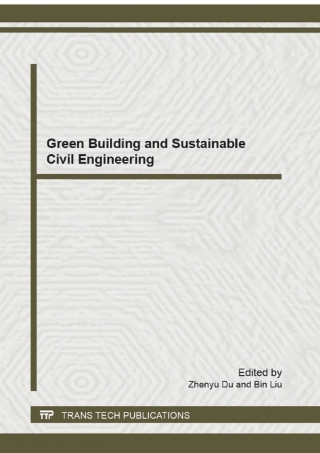 Green Building and Sustainable
Civil Engineering
Edited by
Zhenyu Du and Bin Liu
TTP TRANS TECH PUBLICATIONS